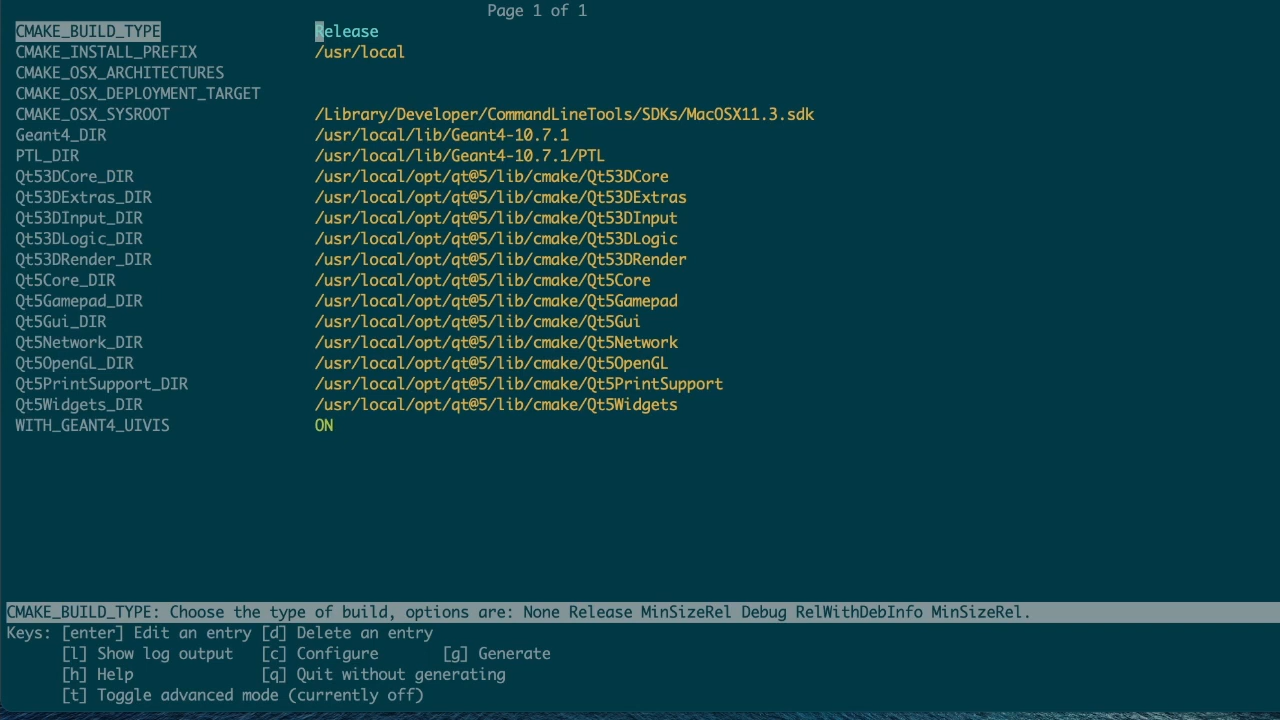 Page 1 of 1
CMAKE_BUILD_TYPE Release
CMAKE_INSTALL_PREFIX /usr/local
CMAKE_OSX_ARCHITECTURES
CMAKE_OSX_DEPLOYMENT_TARGET
CMAKE_OSX_SYSROOT /Library/Developer/CommandLineTools/SDKs/MacOSX11.3.sdk
Geant4_DIR /usr/local/lib/Geant4-10.7.1
PTL_DIR /usr/local/lib/Geant4-10.7.1/PTL
Qt53DCore_DIR /usr/local/opt/qt@5/lib/cmake/Qt53DCore
Qt53DExtras_DIR /usr/local/opt/qt@5/lib/cmake/Qt53DExtras
Qt53DInput_DIR /usr/local/opt/qt@5/lib/cmake/Qt53DInput
Qt53DLogic_DIR /usr/local/opt/qt@5/lib/cmake/Qt53DLogic
Qt53DRender_DIR /usr/local/opt/qt@5/lib/cmake/Qt53DRender
Qt5Core_DIR /usr/local/opt/qt@5/lib/cmake/Qt5Core
Qt5Gamepad_DIR /usr/local/opt/qt@5/lib/cmake/Qt5Gamepad
Qt5Gui_DIR /usr/local/opt/qt@5/lib/cmake/Qt5Gui
Qt5Network_DIR /usr/local/opt/qt@5/lib/cmake/Qt5Network
Qt5OpenGL_DIR /usr/local/opt/qt@5/lib/cmake/Qt5OpenGL
Qt5PrintSupport_DIR /usr/local/opt/qt@5/lib/cmake/Qt5PrintSupport
Qt5Widgets_DIR /usr/local/opt/qt@5/lib/cmake/Qt5Widgets
WITH_GEANT4_UIVIS ON
CMAKE_BUILD_TYPE: Choose the type of build, options are: None Release MinSizeRel Debug RelWithDebInfo MinSizeRel.
Keys: [enter] Edit an entry [d] Delete an entry
[l] Show log output [c] Configure [g] Generate
[h] Help [q] Quit without generating
[t] Toggle advanced mode (currently off)